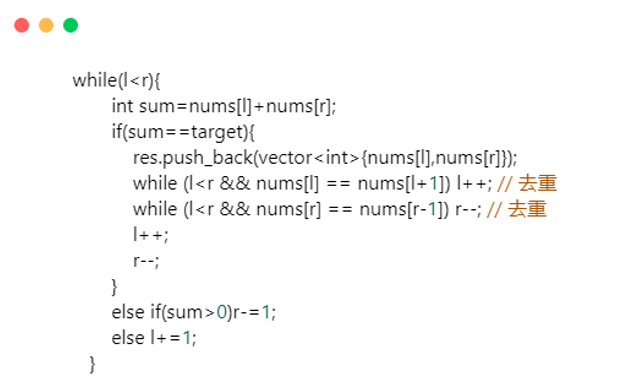 while(l<r){
int sum=nums[l]+nums[r];
if(sum==target){
res.push_back(vector<int>{nums[l],nums[r]});
while (l<r && nums[l] == nums[l+1]) l++; // 去重
while (l<r && nums[r] == nums[r-1]) r--; // 去重
l++;
r--;
}
else if(sum>0)r-=1;
else l+=1;
}